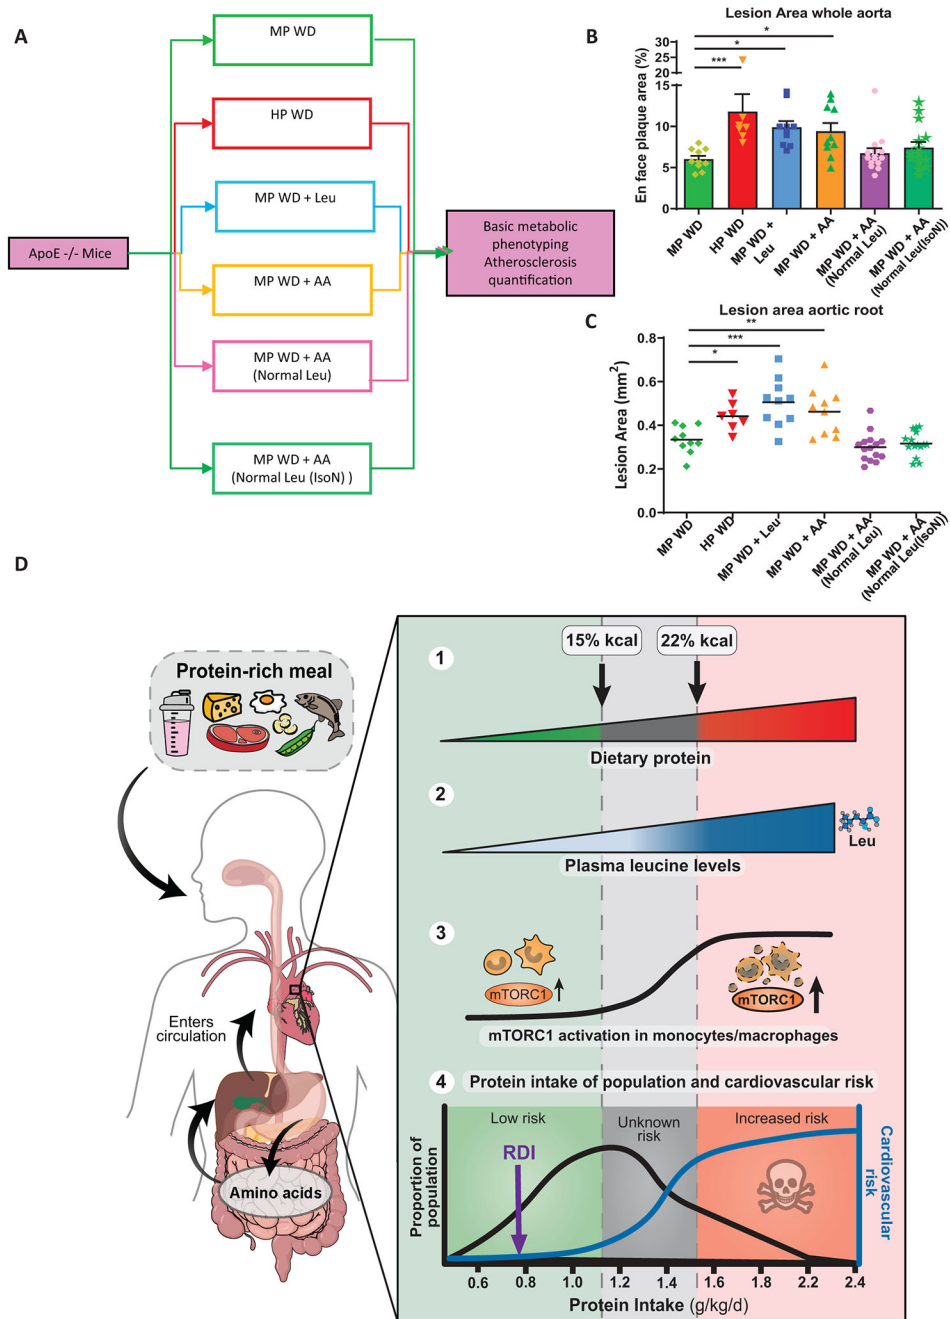 A
MP WD
HP WD
MP WD + Leu
ApoE -/- Mice
MP WD + AA
MP WD + AA
(Normal Leu)
MP WD + AA
(Normal Leu (IsoN) )
Basic metabolic
phenotyping
Atherosclerosis
quantification
B
Lesion Area whole aorta
En face plaque area (%)
30
25
20
15
10
5
0
***
*
*
MP WD
HP WD
MP WD +
Leu
MP WD + AA
MP WD + AA
(Normal Leu)
MP WD + AA
(Normal Leu(IsoN)
C
Lesion area aortic root
Lesion Area (mm²)
0.8
0.6
0.4
0.2
0.0
**
***
*
MP WD
HP WD
MP WD + Leu
MP WD + AA
MP WD + AA
(Normal Leu)
MP WD + AA
(Normal Leu(IsoN))
D
Protein-rich meal
Enters
circulation
Amino acids
1
15% kcal
22% kcal
Dietary protein
2
Leu
Plasma leucine levels
3
mTORC1
mTORC1
mTORC1 activation in monocytes/macrophages
4
Protein intake of population and cardiovascular risk
Low risk
Unknown
risk
Increased risk
RDI
Proportion of
population
Cardiovascular
risk
0.6 0.8 1.0 1.2 1.4 1.6 1.8 2.2 2.4
Protein Intake (g/kg/d)